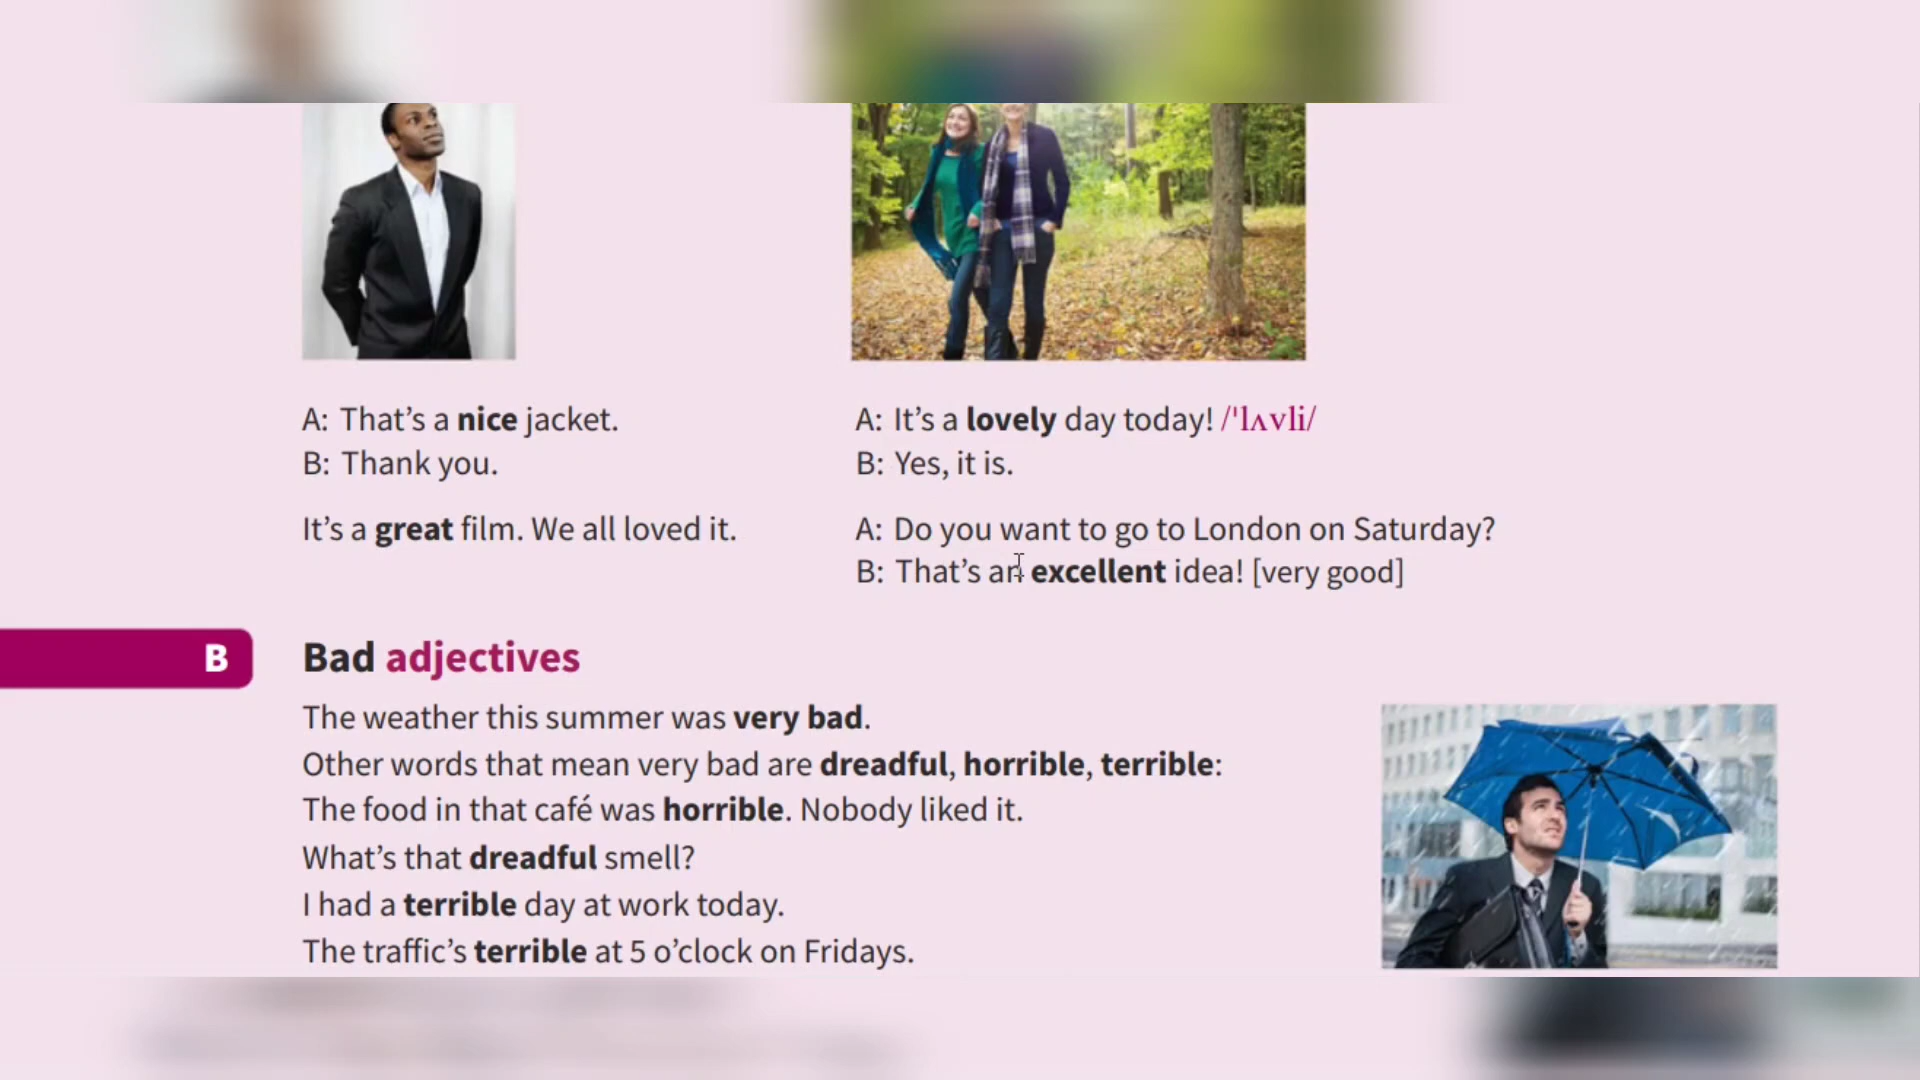 A: That’s a nice jacket.
B: Thank you.
It’s a great film. We all loved it.
A: It’s a lovely day today! /ˈlʌvli/
B: Yes, it is.
A: Do you want to go to London on Saturday?
B: That’s an excellent idea! [very good]
B
Bad adjectives
The weather this summer was very bad.
Other words that mean very bad are dreadful, horrible, terrible:
The food in that café was horrible. Nobody liked it.
What’s that dreadful smell?
I had a terrible day at work today.
The traffic’s terrible at 5 o’clock on Fridays.